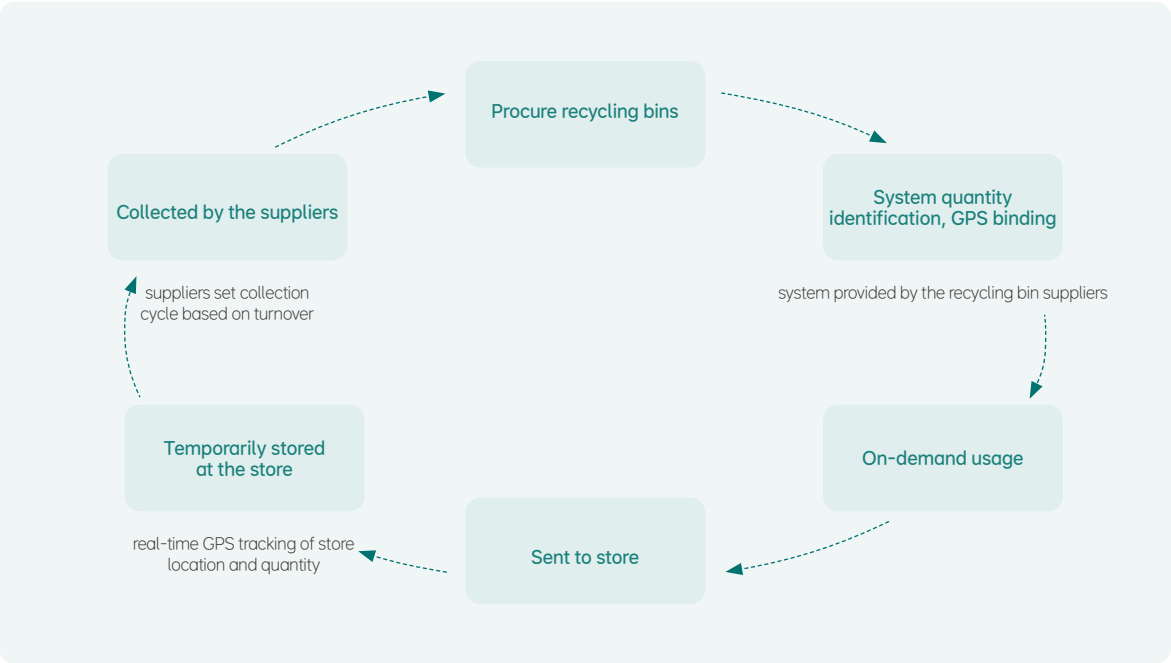 Procure recycling bins
System quantity
identification, GPS binding
system provided by the recycling bin suppliers
On-demand usage
Sent to store
Temporarily stored
at the store
real-time GPS tracking of store
location and quantity
Collected by the suppliers
suppliers set collection
cycle based on turnover